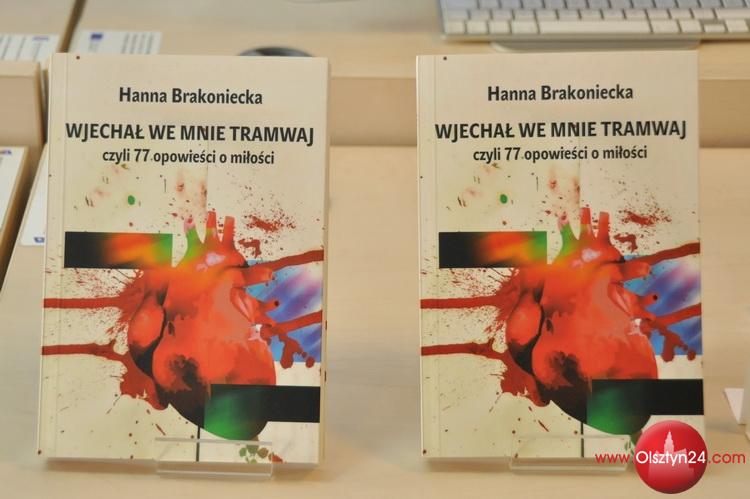 Hanna Brakoniecka
WJECHAŁ WE MNIE TRAMWAJ
czyli 77 opowieści o miłości
Hanna Brakoniecka
WJECHAŁ WE MNIE TRAMWAJ
czyli 77 opowieści o miłości
www.Olsztyn24.com